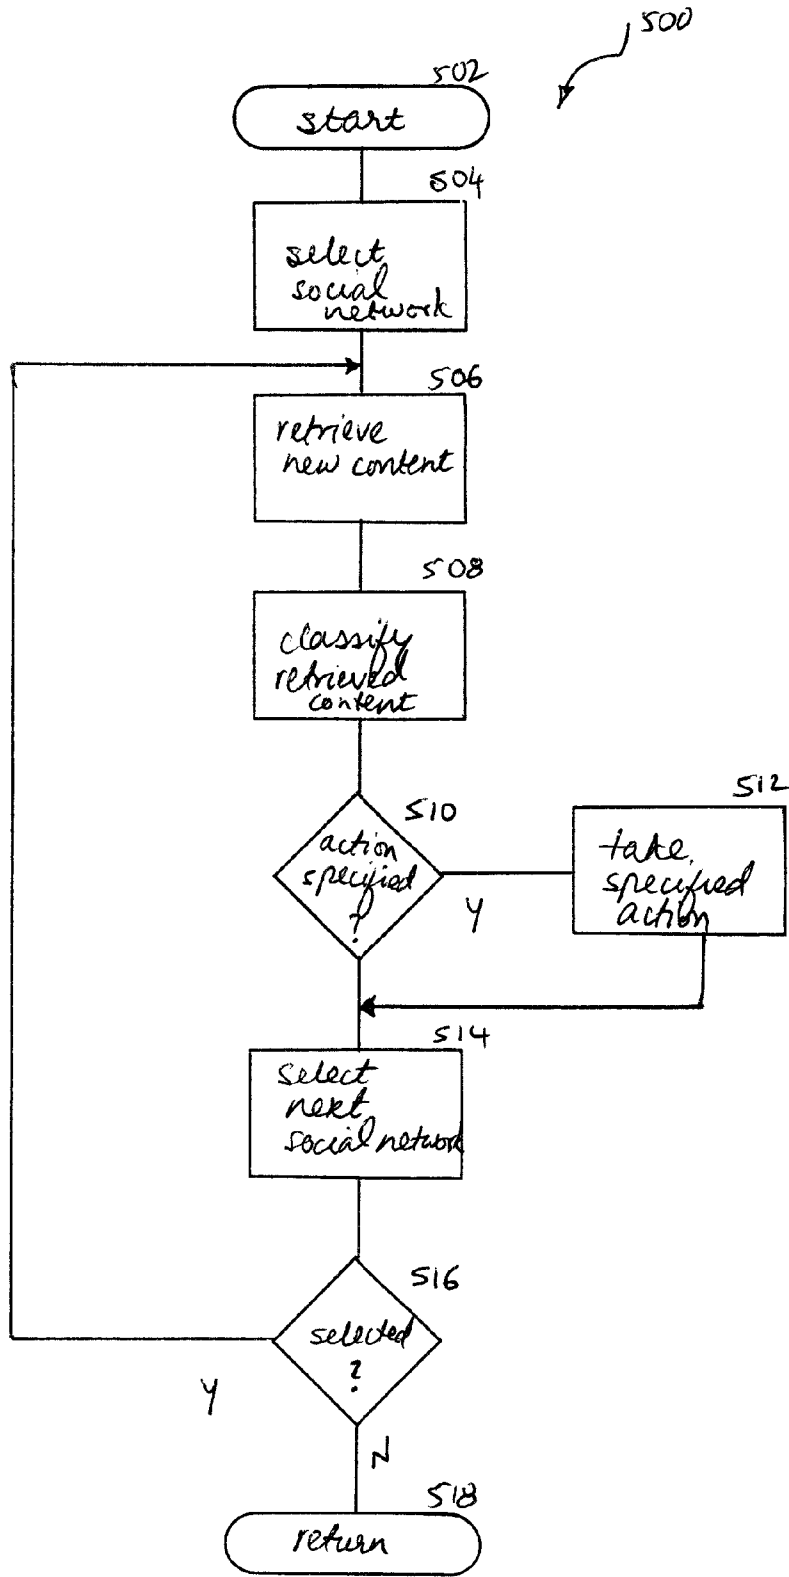 500
502
start
504
select
social
network
506
retrieve
new content
508
classify
retrieved
content
510
action
specified
?
Y
512
take
specified
action
514
select
next
social network
516
selected
?
Y
N
518
return